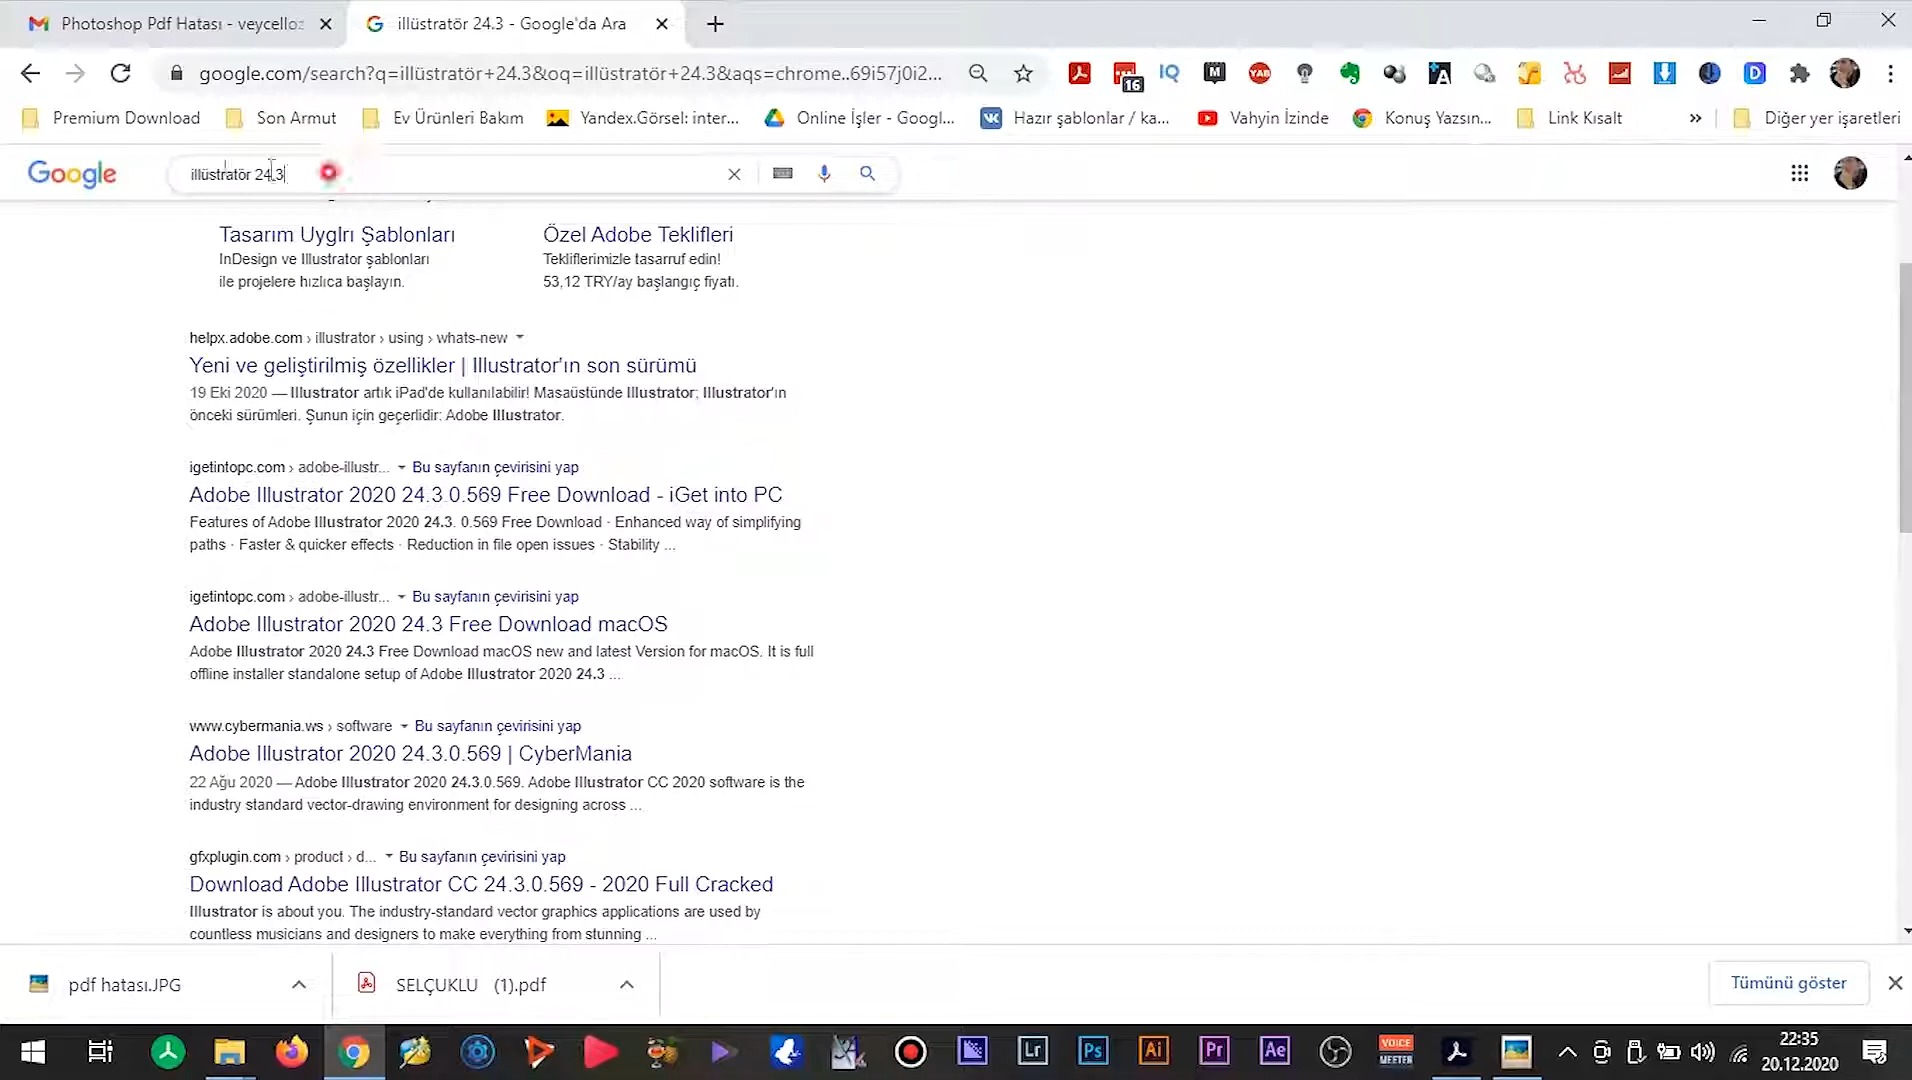 Photoshop Pdf Hatası - veycelloz
illüstratör 24.3 - Google'da Ara
google.com/search?q=illüstratör+24.3&oq=illüstratör+24.3&aqs=chrome..69i57j0i2...
16
IQ
M
YAB
A
D
Premium Download
Son Armut
Ev Ürünleri Bakım
Yandex.Görsel: inter...
Online İşler - Googl...
Hazır şablonlar / ka...
Vahyin İzinde
Konuş Yazsın...
Link Kısalt
»
Diğer yer işaretleri
Google
illüstratör 24.3
Tasarım Uyglrı Şablonları
Özel Adobe Teklifleri
InDesign ve Illustrator şablonları
Tekliflerimizle tasarruf edin!
ile projelere hızlıca başlayın.
53,12 TRY/ay başlangıç fiyatı.
helpx.adobe.com › illustrator › using › whats-new
Yeni ve geliştirilmiş özellikler | Illustrator'ın son sürümü
19 Eki 2020 — Illustrator artık iPad'de kullanılabilir! Masaüstünde Illustrator; Illustrator'ın
önceki sürümleri. Şunun için geçerlidir: Adobe Illustrator.
igetintopc.com › adobe-illustr... Bu sayfanın çevirisini yap
Adobe Illustrator 2020 24.3.0.569 Free Download - iGet into PC
Features of Adobe Illustrator 2020 24.3. 0.569 Free Download · Enhanced way of simplifying
paths · Faster & quicker effects · Reduction in file open issues · Stability ...
igetintopc.com › adobe-illustr... Bu sayfanın çevirisini yap
Adobe Illustrator 2020 24.3 Free Download macOS
Adobe Illustrator 2020 24.3 Free Download macOS new and latest Version for macOS. It is full
offline installer standalone setup of Adobe Illustrator 2020 24.3 ...
www.cybermania.ws › software Bu sayfanın çevirisini yap
Adobe Illustrator 2020 24.3.0.569 | CyberMania
22 Ağu 2020 — Adobe Illustrator 2020 24.3.0.569. Adobe Illustrator CC 2020 software is the
industry standard vector-drawing environment for designing across ...
gfxplugin.com › product › d... Bu sayfanın çevirisini yap
Download Adobe Illustrator CC 24.3.0.569 - 2020 Full Cracked
Illustrator is about you. The industry-standard vector graphics applications are used by
countless musicians and designers to make everything from stunning ...
pdf hatası.JPG
SELÇUKLU (1).pdf
Tümünü göster
Lr
Ps
Ai
Pr
Ae
VOICE
MEETER
22:35
20.12.2020